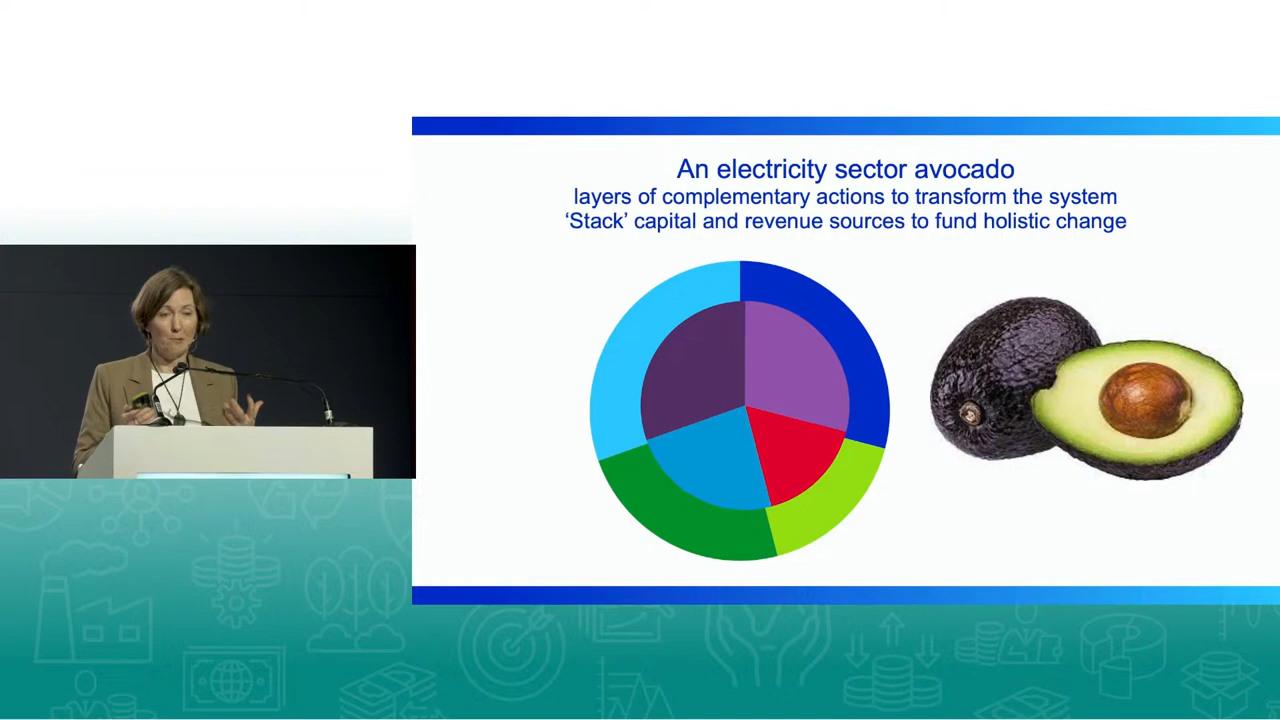 An electricity sector avocado
layers of complementary actions to transform the system
‘Stack’ capital and revenue sources to fund holistic change